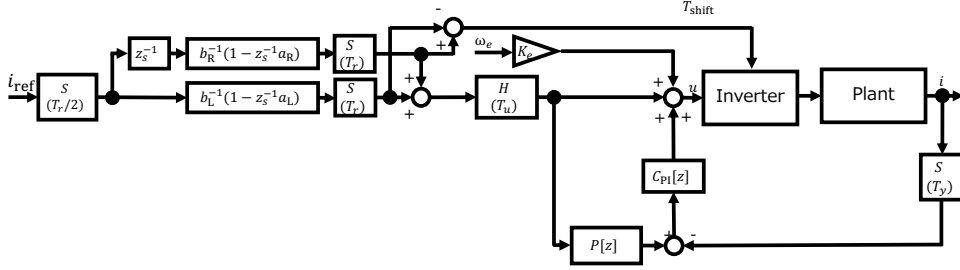 T_shift
- 
+
ω_e
K_e
z_s^{-1}
b_R^{-1}(1 - z_s^{-1}a_R)
S
(T_r)
i_ref
S
(T_r/2)
b_L^{-1}(1 - z_s^{-1}a_L)
S
(T_r)
+
+
H
(T_u)
+
+
+
u
Inverter
Plant
i
S
(T_y)
C_PI[z]
P[z]
+
-